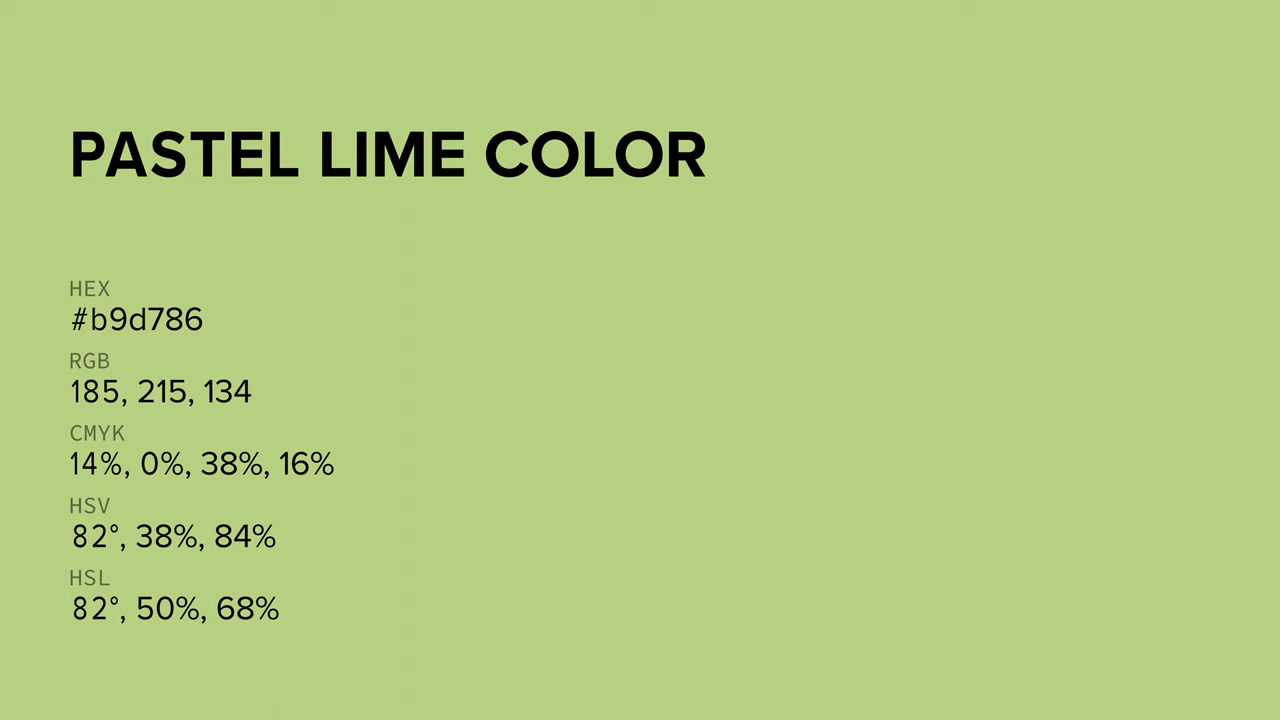 PASTEL LIME COLOR
HEX
#b9d786
RGB
185, 215, 134
CMYK
14%, 0%, 38%, 16%
HSV
82°, 38%, 84%
HSL
82°, 50%, 68%